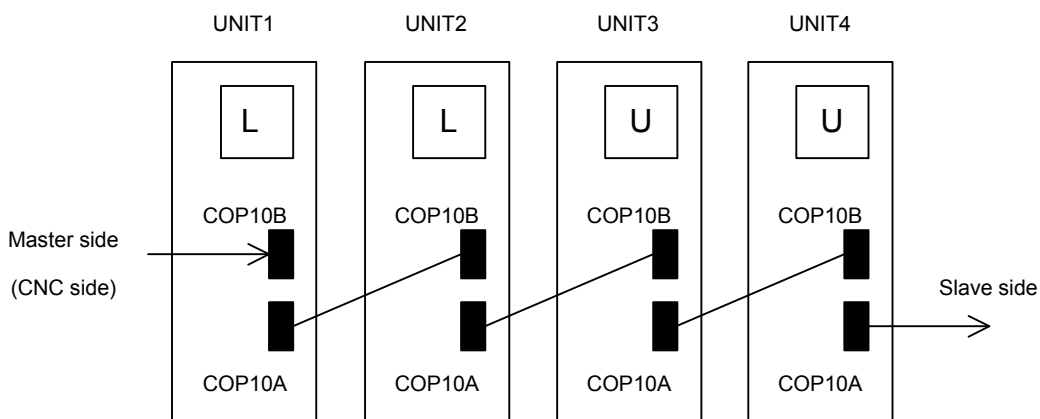 UNIT1 UNIT2 UNIT3 UNIT4
L L U U
COP10B COP10B COP10B COP10B
Master side
(CNC side)
Slave side
COP10A COP10A COP10A COP10A